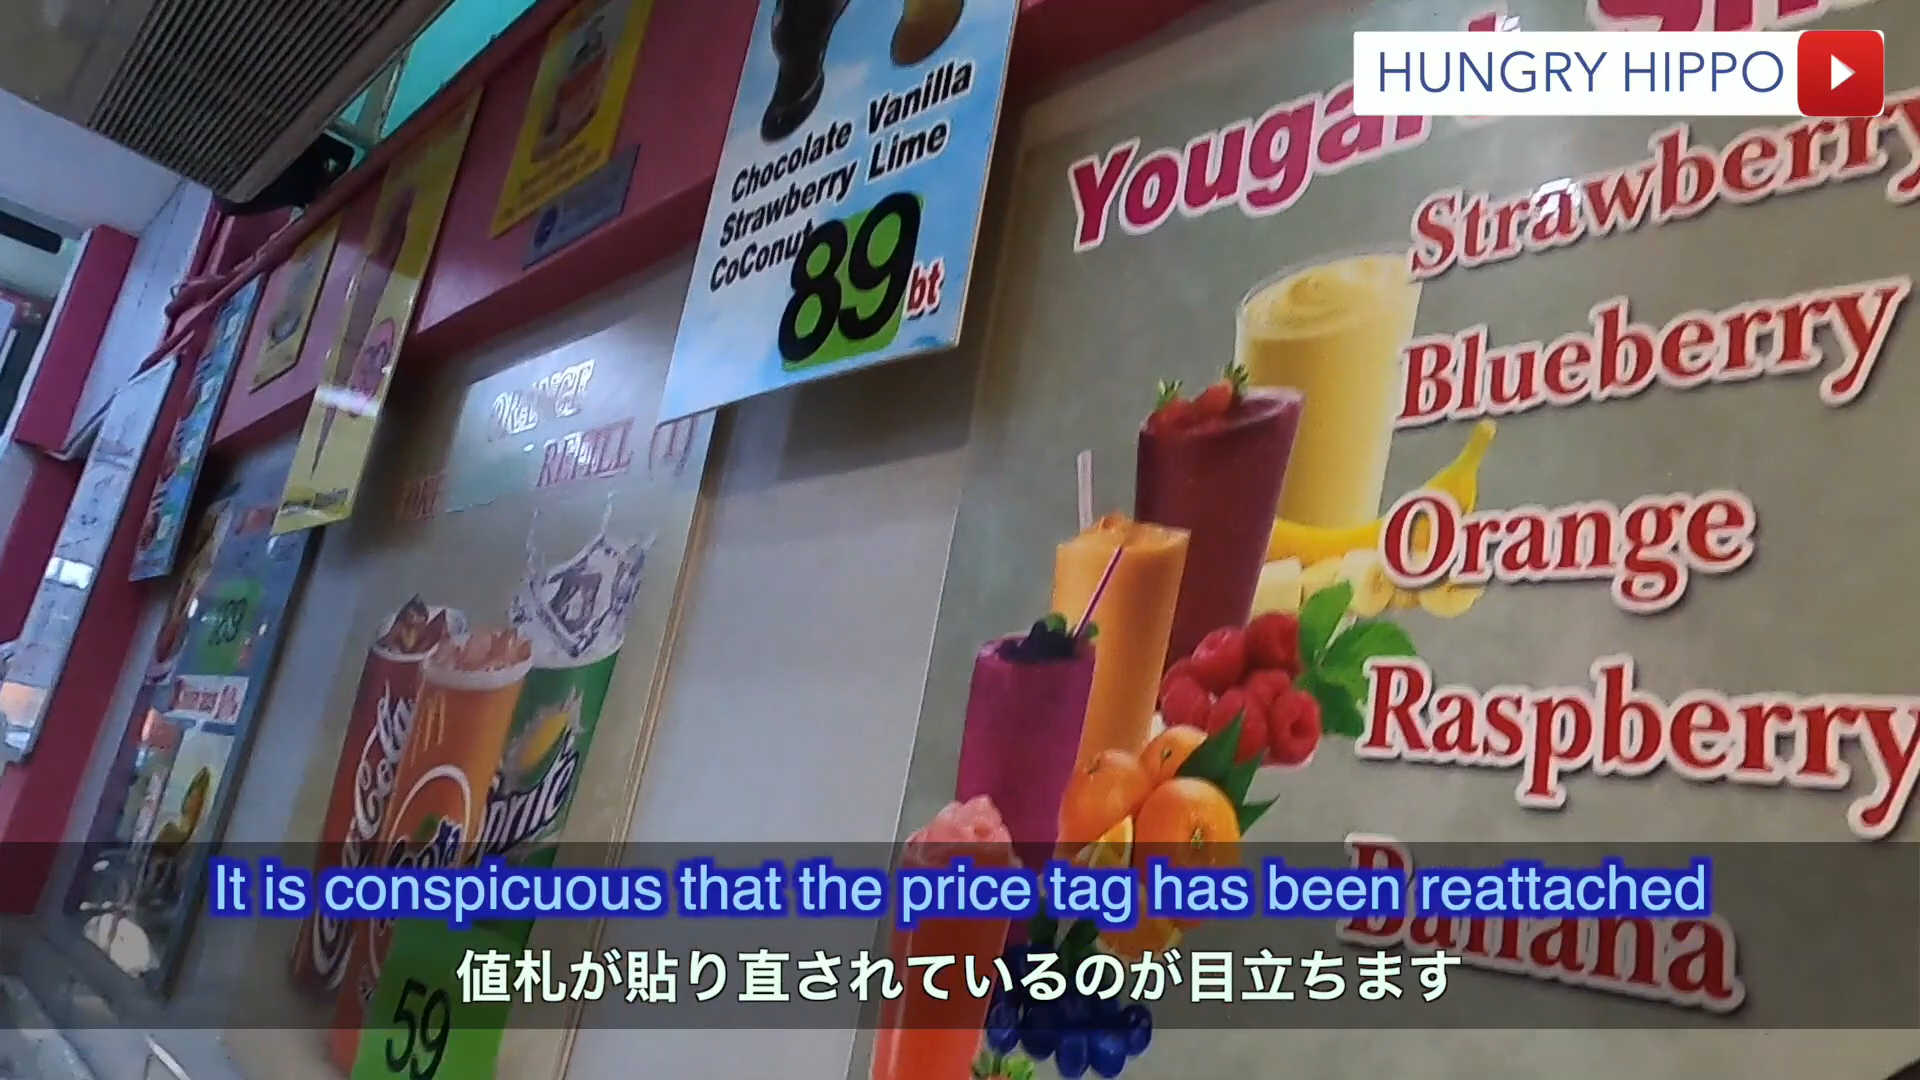 HUNGRY HIPPO
Chocolate Vanilla
Strawberry Lime
CoConut
89bt
Strawberry
Blueberry
Orange
Raspberry
Banana
REFILL (1)
Sprite
59
It is conspicuous that the price tag has been reattached
値札が貼り直されているのが目立ちます